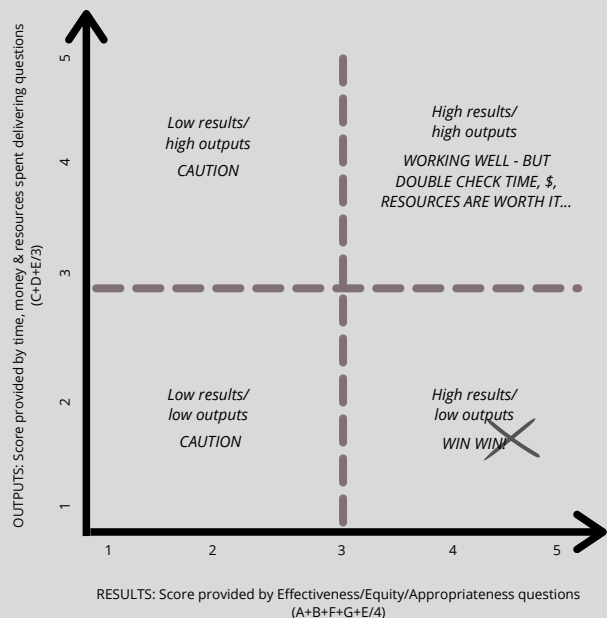 OUTPUTS: Score provided by time, money & resources spent delivering questions
(C+D+E/3)
5
4
3
2
1
Low results/
high outputs
CAUTION
High results/
high outputs
WORKING WELL - BUT
DOUBLE CHECK TIME, $,
RESOURCES ARE WORTH IT...
Low results/
low outputs
CAUTION
High results/
low outputs
WIN WIN!
1
2
3
4
5
RESULTS: Score provided by Effectiveness/Equity/Appropriateness questions
(A+B+F+G+E/4)